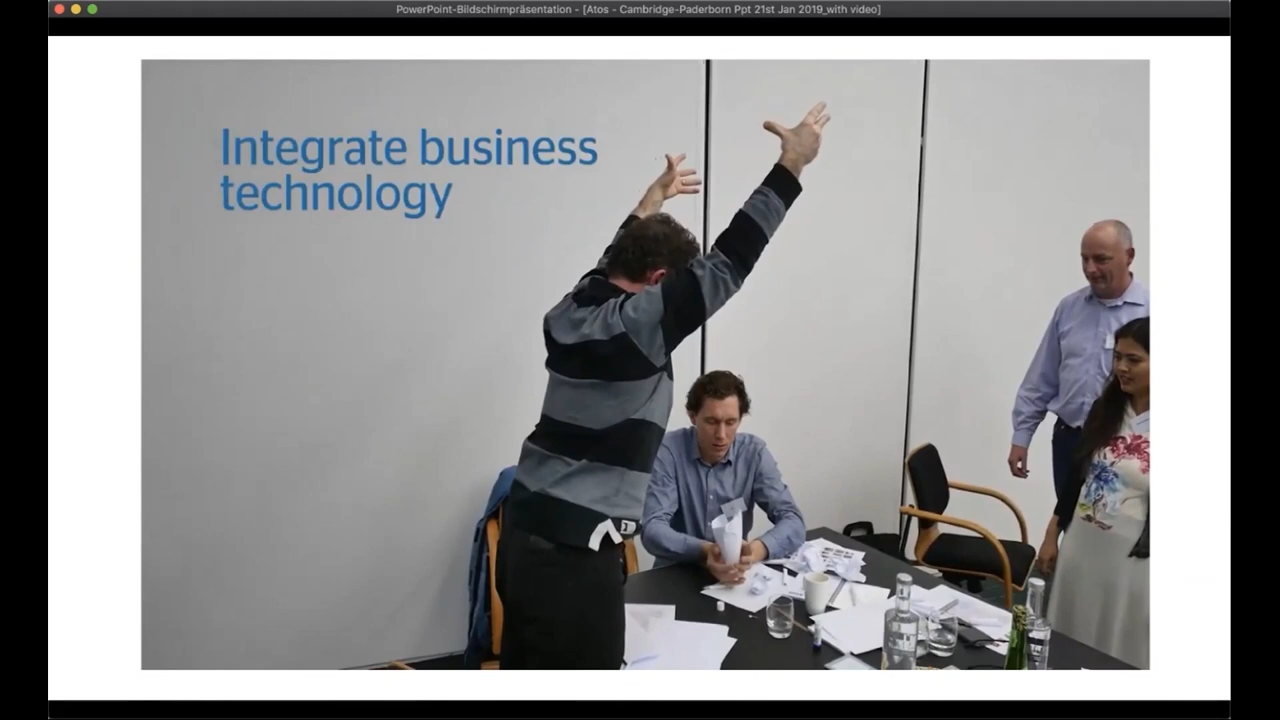 PowerPoint-Bildschirmpräsentation - [Atos - Cambridge-Paderborn Ppt 21st Jan 2019_with video]
Integrate business
technology